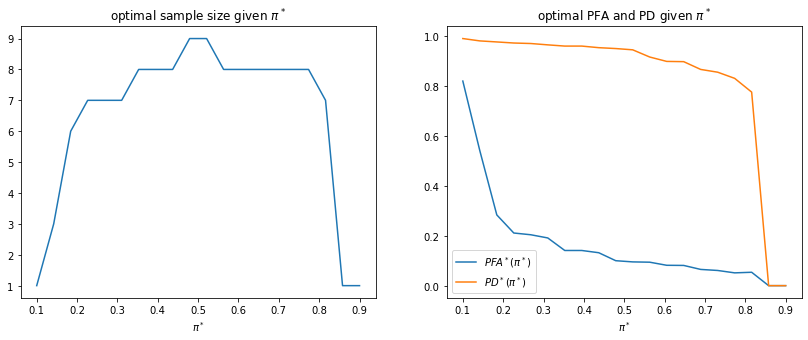 optimal sample size given π*
9
8
7
6
5
4
3
2
1
0.1 0.2 0.3 0.4 0.5 0.6 0.7 0.8 0.9
π*
optimal PFA and PD given π*
1.0
0.8
0.6
0.4
0.2
0.0
PFA*(π*)
PD*(π*)
0.1 0.2 0.3 0.4 0.5 0.6 0.7 0.8 0.9
π*